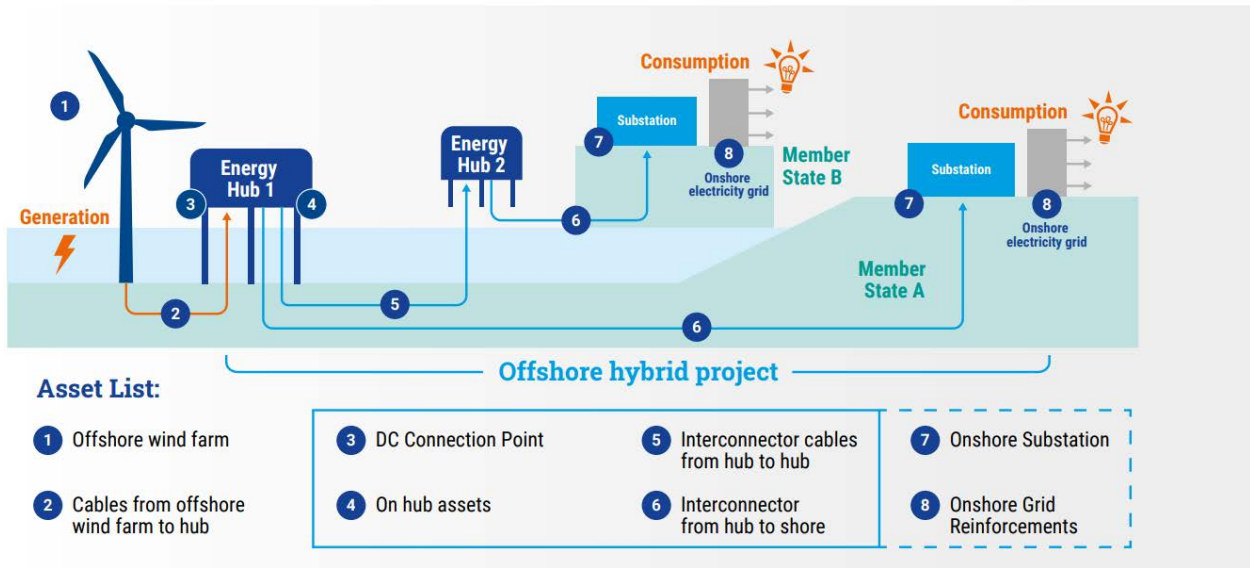 1
Generation
2
Energy
Hub 1
3
4
5
Energy
Hub 2
6
Consumption
Substation
7
8
Onshore
electricity grid
Member
State B
Consumption
Substation
7
8
Onshore
electricity grid
Member
State A
6
Offshore hybrid project
Asset List:
1 Offshore wind farm
2 Cables from offshore
wind farm to hub
3 DC Connection Point
4 On hub assets
5 Interconnector cables
from hub to hub
6 Interconnector
from hub to shore
7 Onshore Substation
8 Onshore Grid
Reinforcements